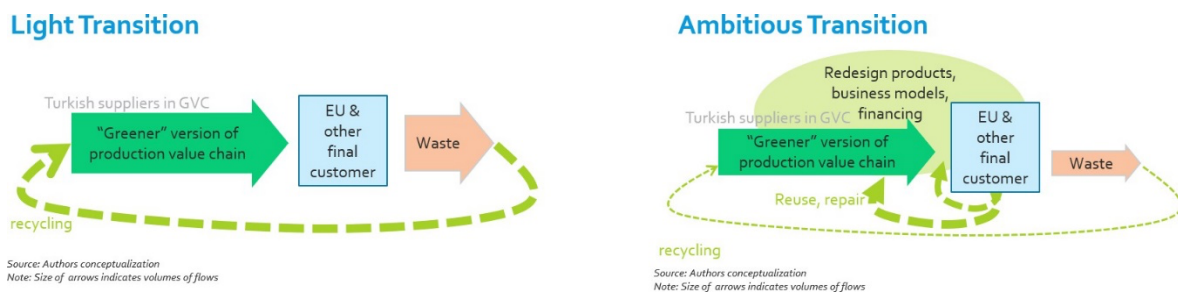 Light Transition
Turkish suppliers in GVC
"Greener" version of
production value chain
EU &
other
final
customer
Waste
recycling
Source: Authors conceptualization
Note: Size of arrows indicates volumes of flows
Ambitious Transition
Redesign products,
business models,
financing
Turkish suppliers in GVC
"Greener" version of
production value chain
EU &
other
final
customer
Waste
Reuse, repair
recycling
Source: Authors conceptualization
Note: Size of arrows indicates volumes of flows